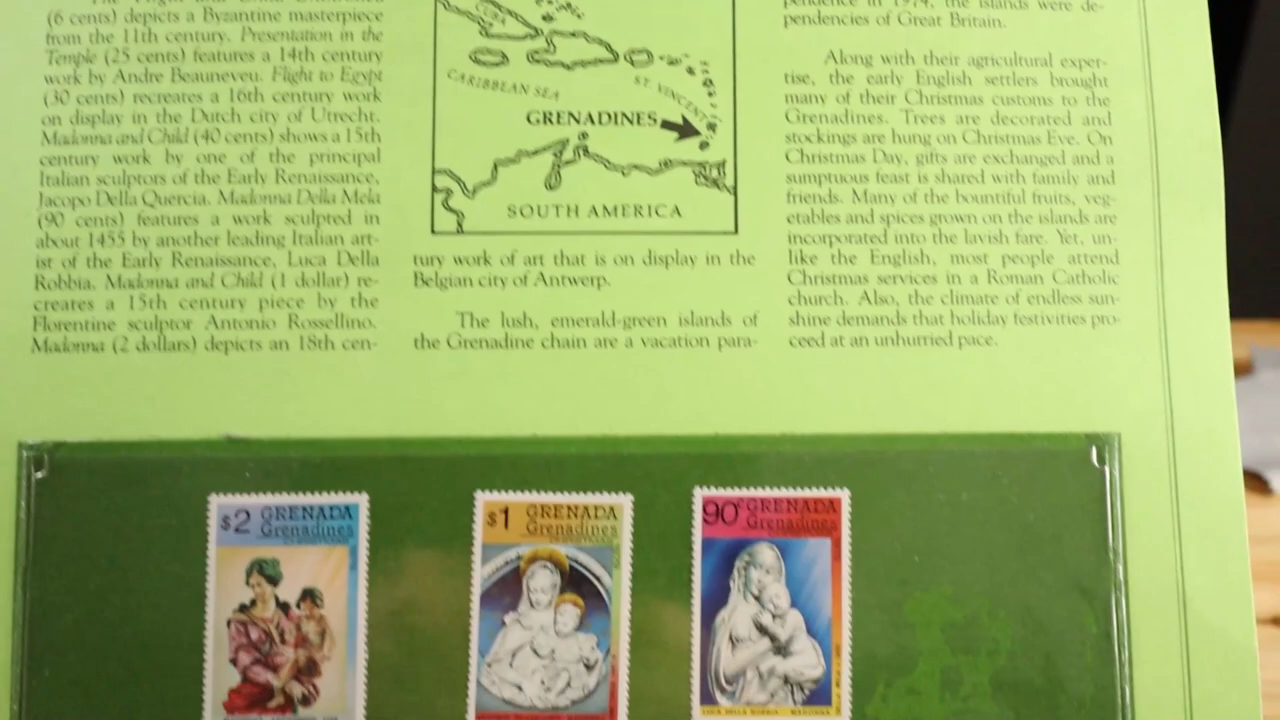 (6 cents) depicts a Byzantine masterpiece
from the 11th century. Presentation in the
Temple (25 cents) features a 14th century
work by Andre Beauneveu. Flight to Egypt
(30 cents) recreates a 16th century work
on display in the Dutch city of Utrecht.
Madonna and Child (40 cents) shows a 15th
century work by one of the principal
Italian sculptors of the Early Renaissance,
Jacopo Della Quercia. Madonna Della Mela
(90 cents) features a work sculpted in
about 1455 by another leading Italian art-
ist of the Early Renaissance, Luca Della
Robbia. Madonna and Child (1 dollar) re-
creates a 15th century piece by the
Florentine sculptor Antonio Rossellino.
Madonna (2 dollars) depicts an 18th cen-
CUBA
CARIBBEAN SEA
ST. VINCENT
GRENADINES
SOUTH AMERICA
tury work of art that is on display in the
Belgian city of Antwerp.
The lush, emerald-green islands of
the Grenadine chain are a vacation para-
pendence in 1974, the islands were de-
pendencies of Great Britain.
Along with their agricultural exper-
tise, the early English settlers brought
many of their Christmas customs to the
Grenadines. Trees are decorated and
stockings are hung on Christmas Eve. On
Christmas Day, gifts are exchanged and a
sumptuous feast is shared with family and
friends. Many of the bountiful fruits, veg-
etables and spices grown on the islands are
incorporated into the lavish fare. Yet, un-
like the English, most people attend
Christmas services in a Roman Catholic
church. Also, the climate of endless sun-
shine demands that holiday festivities pro-
ceed at an unhurried pace.
$2 GRENADA
Grenadines
$1 GRENADA
Grenadines
90c GRENADA
Grenadines
LUCA DELLA ROBBIA MADONNA